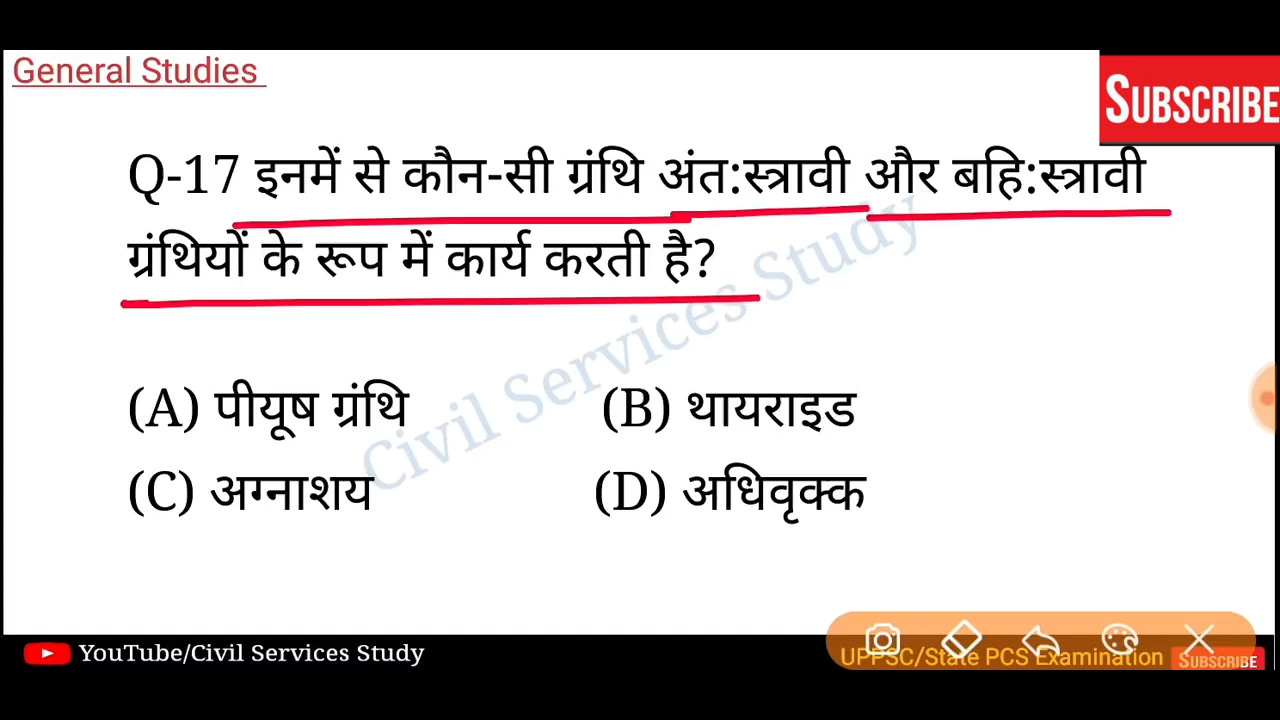 General Studies
SUBSCRIBE
Q-17 इनमें से कौन-सी ग्रंथि अंत:स्त्रावी और बहि:स्त्रावी
ग्रंथियों के रूप में कार्य करती है?
Civil Services Study
(A) पीयूष ग्रंथि (B) थायराइड
(C) अग्नाशय (D) अधिवृक्क
YouTube/Civil Services Study
UPPSC/State PCS Examination
SUBSCRIBE